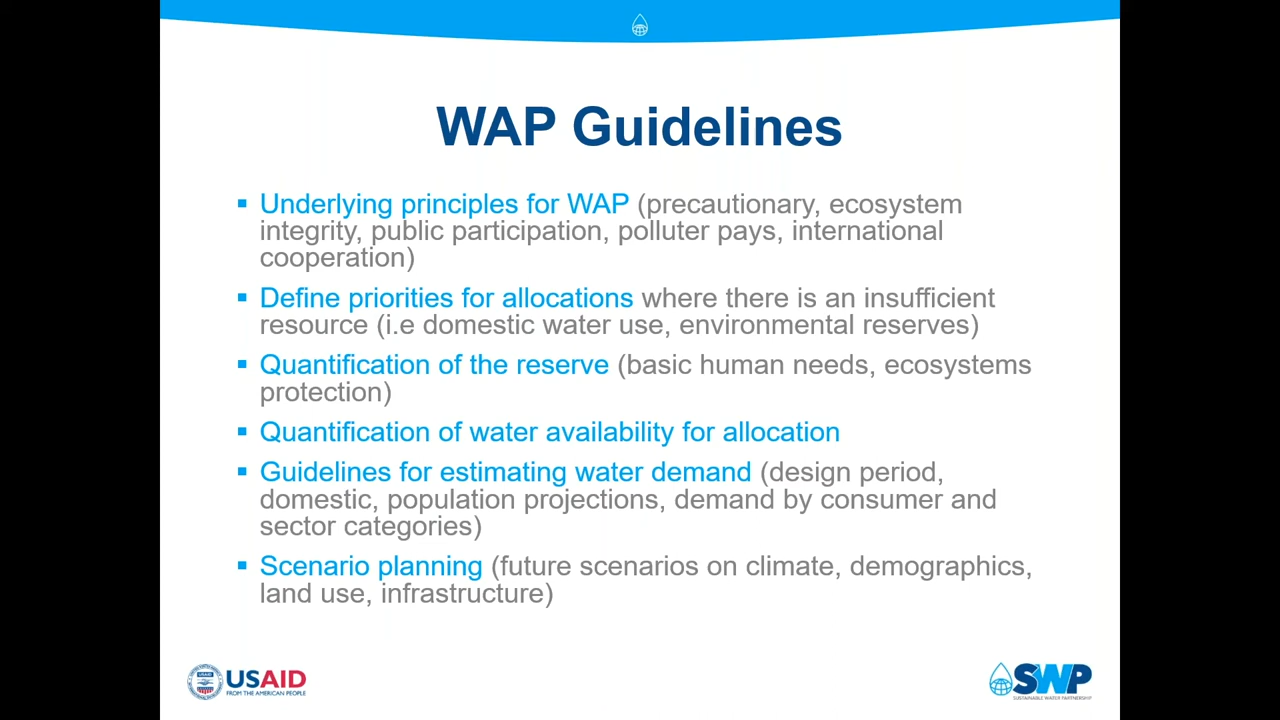 WAP Guidelines
▪ Underlying principles for WAP (precautionary, ecosystem
integrity, public participation, polluter pays, international
cooperation)
▪ Define priorities for allocations where there is an insufficient
resource (i.e domestic water use, environmental reserves)
▪ Quantification of the reserve (basic human needs, ecosystems
protection)
▪ Quantification of water availability for allocation
▪ Guidelines for estimating water demand (design period,
domestic, population projections, demand by consumer and
sector categories)
▪ Scenario planning (future scenarios on climate, demographics,
land use, infrastructure)
USAID
FROM THE AMERICAN PEOPLE
SWP
SUSTAINABLE WATER PARTNERSHIP